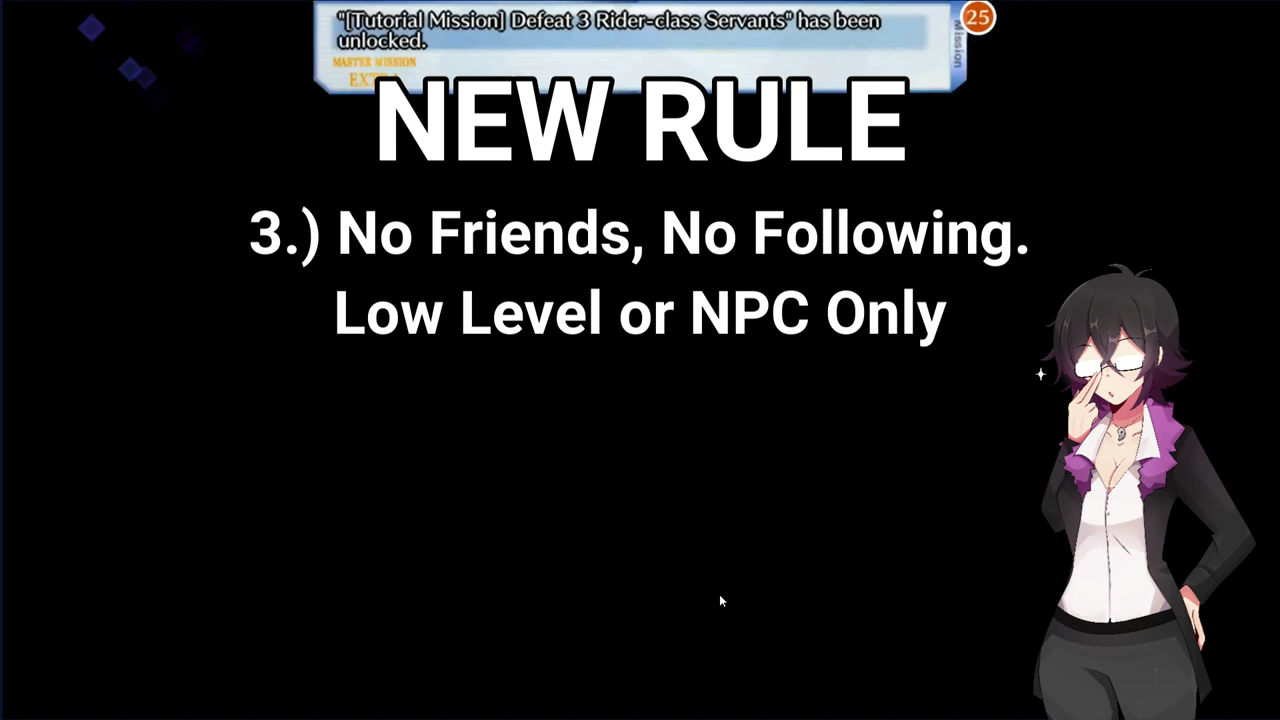 "[Tutorial Mission] Defeat 3 Rider-class Servants" has been
unlocked.
25
Mission
MASTER MISSION
NEW RULE
3.) No Friends, No Following.
Low Level or NPC Only